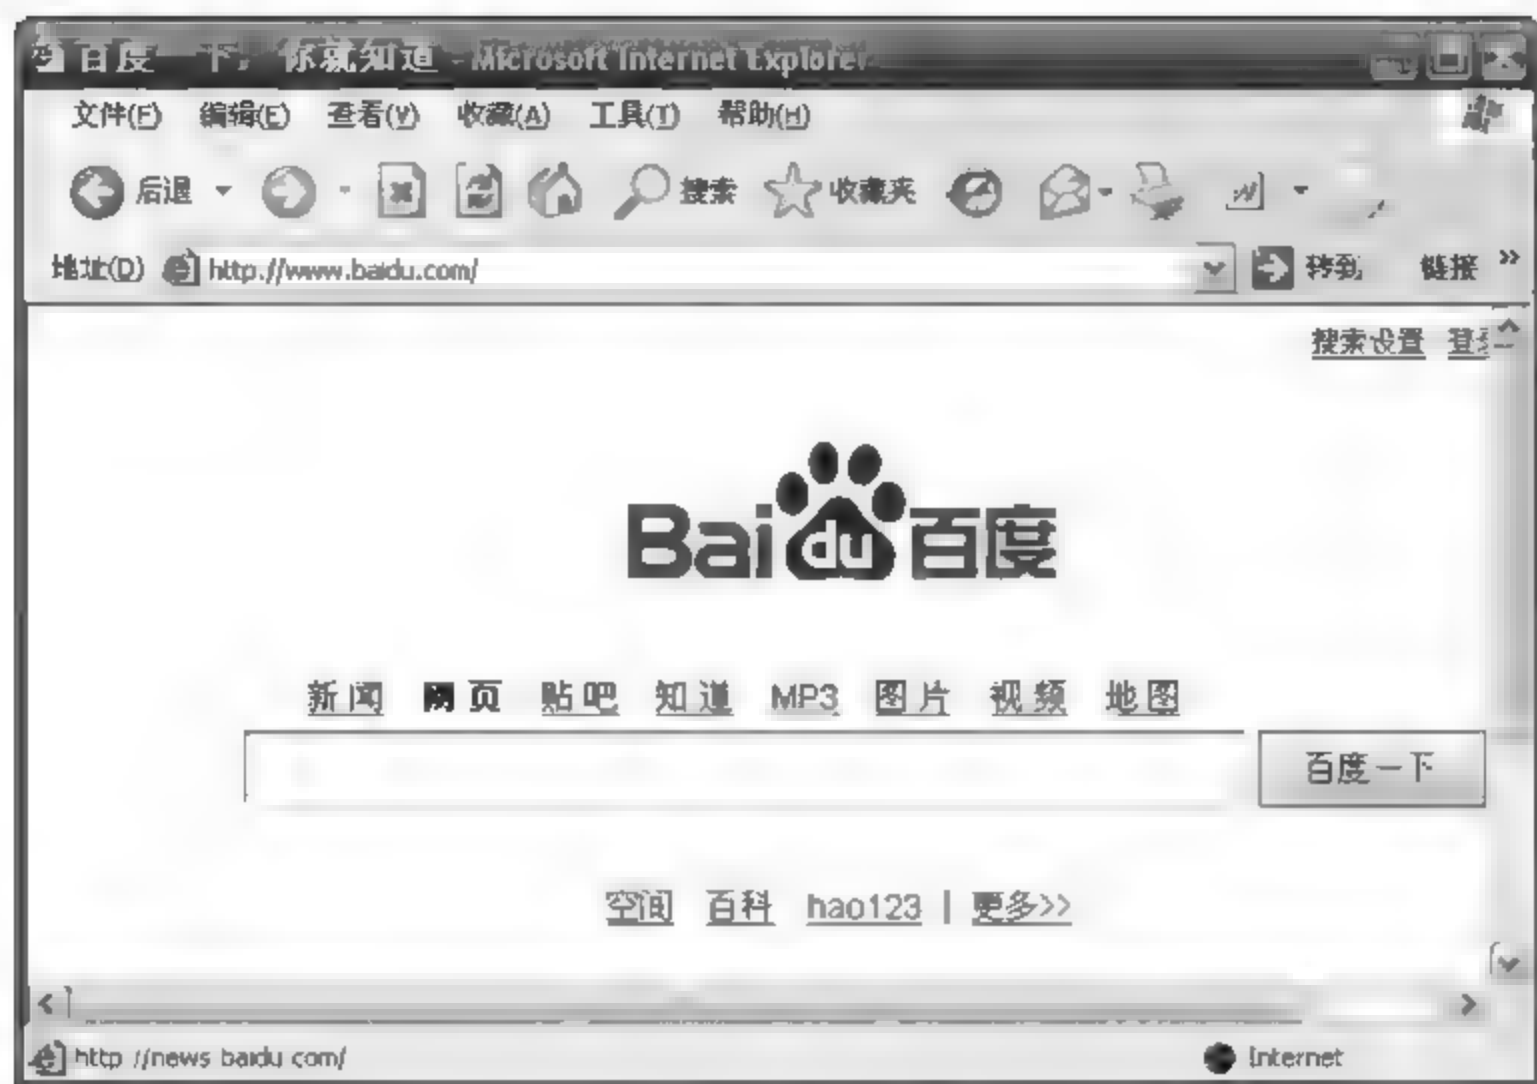 百度一下，你就知道 - Microsoft Internet Explorer
文件(F) 编辑(E) 查看(V) 收藏(A) 工具(T) 帮助(H)
后退 搜索 收藏夹
地址(D) http://www.baidu.com/ 转到 链接 »
搜索设置 登录
Bai du 百度
新闻 网页 贴吧 知道 MP3 图片 视频 地图
百度一下
空间 百科 hao123 | 更多>>
http://news.baidu.com/ Internet